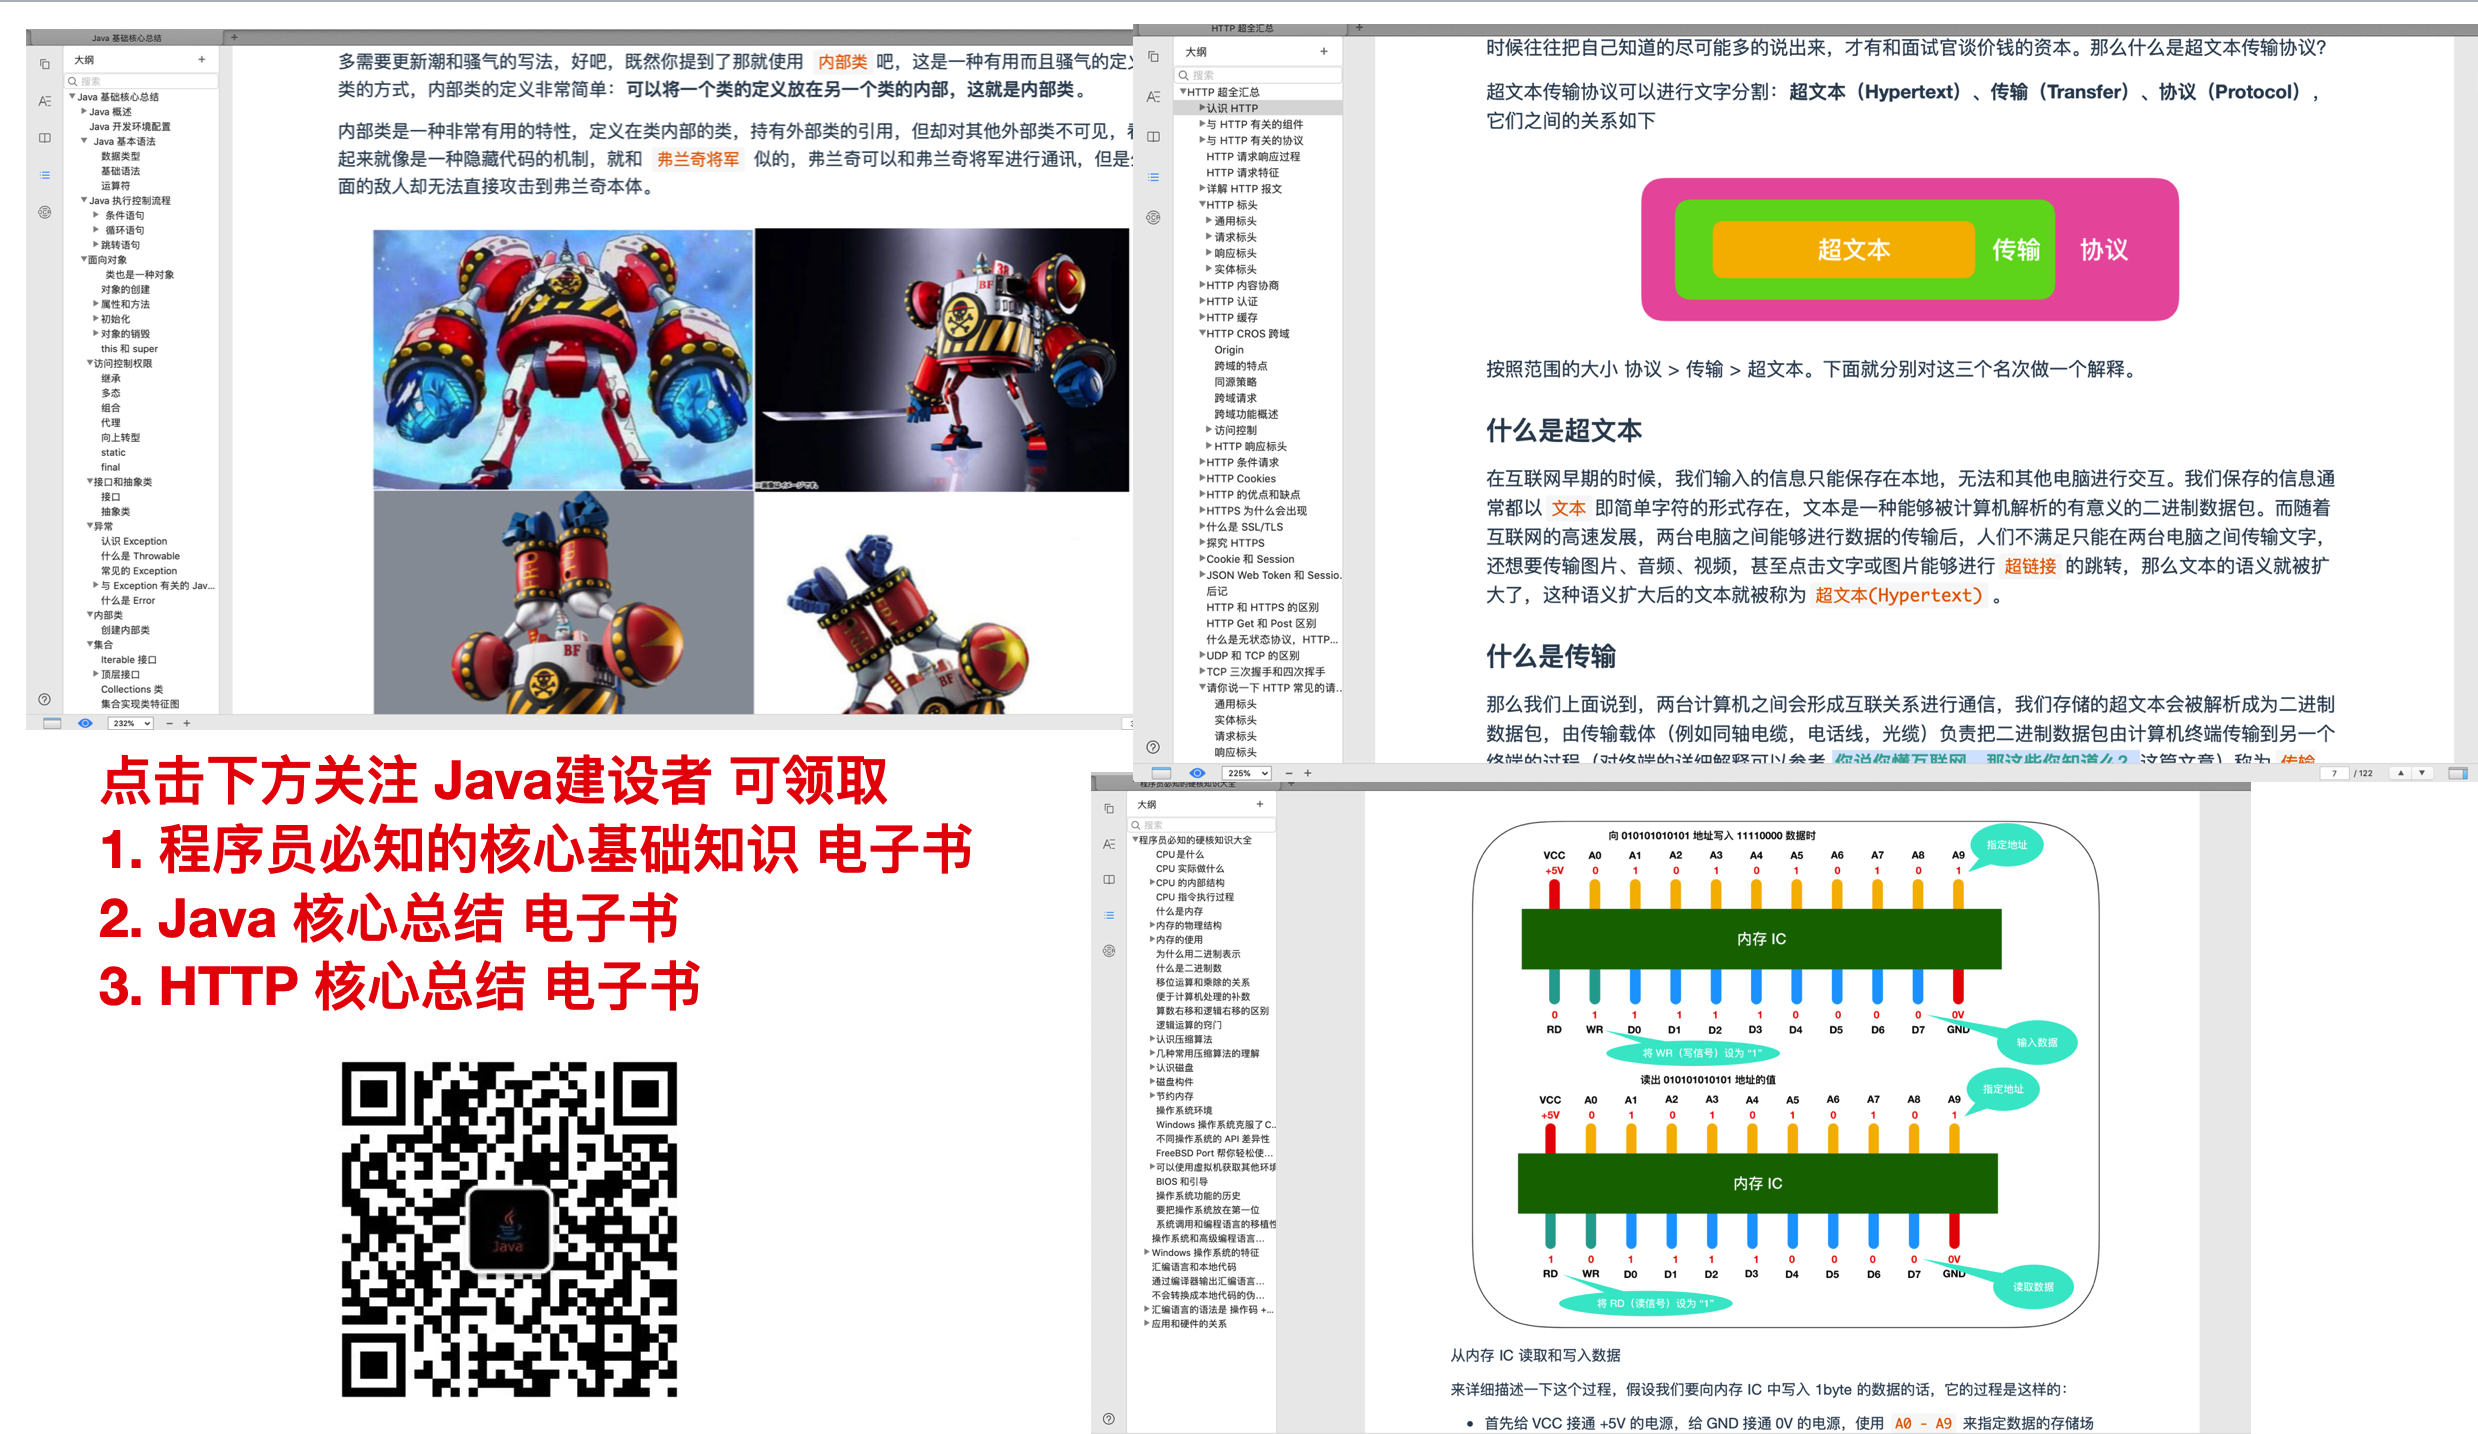 Java 基础核心总结
大纲
搜索
Java 基础核心总结
Java 概述
Java 开发环境配置
Java 基本语法
数据类型
基础语法
运算符
Java 执行控制流程
条件语句
循环语句
跳转语句
面向对象
类也是一种对象
对象的创建
属性和方法
初始化
对象的销毁
this 和 super
访问控制权限
继承
多态
组合
代理
向上转型
static
final
接口和抽象类
接口
抽象类
异常
认识 Exception
什么是 Throwable
常见的 Exception
与 Exception 有关的 Jav...
什么是 Error
内部类
创建内部类
集合
Iterable 接口
顶层接口
Collections 类
集合实现类特征图
232%
多需要更新潮和骚气的写法，好吧，既然你提到了那就使用 内部类 吧，这是一种有用而且骚气的定义
类的方式，内部类的定义非常简单：可以将一个类的定义放在另一个类的内部，这就是内部类。
内部类是一种非常有用的特性，定义在类内部的类，持有外部类的引用，但却对其他外部类不可见，看
起来就像是一种隐藏代码的机制，就和 弗兰奇将军 似的，弗兰奇可以和弗兰奇将军进行通讯，但是
面的敌人却无法直接攻击到弗兰奇本体。
BF
38
BF
BF
HTTP 超全汇总
大纲
搜索
HTTP 超全汇总
认识 HTTP
与 HTTP 有关的组件
与 HTTP 有关的协议
HTTP 请求响应过程
HTTP 请求特征
详解 HTTP 报文
HTTP 标头
通用标头
请求标头
响应标头
实体标头
HTTP 内容协商
HTTP 认证
HTTP 缓存
HTTP CROS 跨域
Origin
跨域的特点
同源策略
跨域请求
跨域功能概述
访问控制
HTTP 响应标头
HTTP 条件请求
HTTP Cookies
HTTP 的优点和缺点
HTTPS 为什么会出现
什么是 SSL/TLS
探究 HTTPS
Cookie 和 Session
JSON Web Token 和 Sessio..
后记
HTTP 和 HTTPS 的区别
HTTP Get 和 Post 区别
什么是无状态协议，HTTP...
UDP 和 TCP 的区别
TCP 三次握手和四次挥手
请你说一下 HTTP 常见的请..
通用标头
实体标头
请求标头
响应标头
225%
时候往往把自己知道的尽可能多的说出来，才有和面试官谈价钱的资本。那么什么是超文本传输协议？
超文本传输协议可以进行文字分割：超文本（Hypertext）、传输（Transfer）、协议（Protocol），
它们之间的关系如下
超文本 传输 协议
按照范围的大小 协议 > 传输 > 超文本。下面就分别对这三个名次做一个解释。
什么是超文本
在互联网早期的时候，我们输入的信息只能保存在本地，无法和其他电脑进行交互。我们保存的信息通
常都以 文本 即简单字符的形式存在，文本是一种能够被计算机解析的有意义的二进制数据包。而随着
互联网的高速发展，两台电脑之间能够进行数据的传输后，人们不满足只能在两台电脑之间传输文字，
还想要传输图片、音频、视频，甚至点击文字或图片能够进行 超链接 的跳转，那么文本的语义就被扩
大了，这种语义扩大后的文本就被称为 超文本(Hypertext) 。
什么是传输
那么我们上面说到，两台计算机之间会形成互联关系进行通信，我们存储的超文本会被解析成为二进制
数据包，由传输载体（例如同轴电缆，电话线，光缆）负责把二进制数据包由计算机终端传输到另一个
终端的过程（对终端的详细解释可以参考 你说你懂互联网，那这些你知道么？ 这篇文章）称为 传输
7 / 122
点击下方关注 Java建设者 可领取
1. 程序员必知的核心基础知识 电子书
2. Java 核心总结 电子书
3. HTTP 核心总结 电子书
Java
程序员必知的硬核知识大全
大纲
搜索
程序员必知的硬核知识大全
CPU是什么
CPU 实际做什么
CPU 的内部结构
CPU 指令执行过程
什么是内存
内存的物理结构
内存的使用
为什么用二进制表示
什么是二进制数
移位运算和乘除的关系
便于计算机处理的补数
算数右移和逻辑右移的区别
逻辑运算的窍门
认识压缩算法
几种常用压缩算法的理解
认识磁盘
磁盘构件
节约内存
操作系统环境
Windows 操作系统克服了C..
不同操作系统的 API 差异性
FreeBSD Port 帮你轻松使...
可以使用虚拟机获取其他环境
BIOS 和引导
操作系统功能的历史
要把操作系统放在第一位
系统调用和编程语言的移植性
操作系统和高级编程语言...
Windows 操作系统的特征
汇编语言和本地代码
通过编译器输出汇编语言...
不会转换成本地代码的伪...
汇编语言的语法是 操作码 +...
应用和硬件的关系
向 010101010101 地址写入 11110000 数据时
指定地址
VCC A0 A1 A2 A3 A4 A5 A6 A7 A8 A9
+5V 0 1 0 1 0 1 0 1 0 1
内存 IC
0 1 1 1 1 1 0 0 0 0 0V
RD WR D0 D1 D2 D3 D4 D5 D6 D7 GND
输入数据
将 WR（写信号）设为 “1”
读出 010101010101 地址的值
指定地址
VCC A0 A1 A2 A3 A4 A5 A6 A7 A8 A9
+5V 0 1 0 1 0 1 0 1 0 1
内存 IC
1 0 1 1 1 1 0 0 0 0 0V
RD WR D0 D1 D2 D3 D4 D5 D6 D7 GND
读取数据
将 RD（读信号）设为 “1”
从内存 IC 读取和写入数据
来详细描述一下这个过程，假设我们要向内存 IC 中写入 1byte 的数据的话，它的过程是这样的：
首先给 VCC 接通 +5V 的电源，给 GND 接通 0V 的电源，使用 A0 - A9 来指定数据的存储场